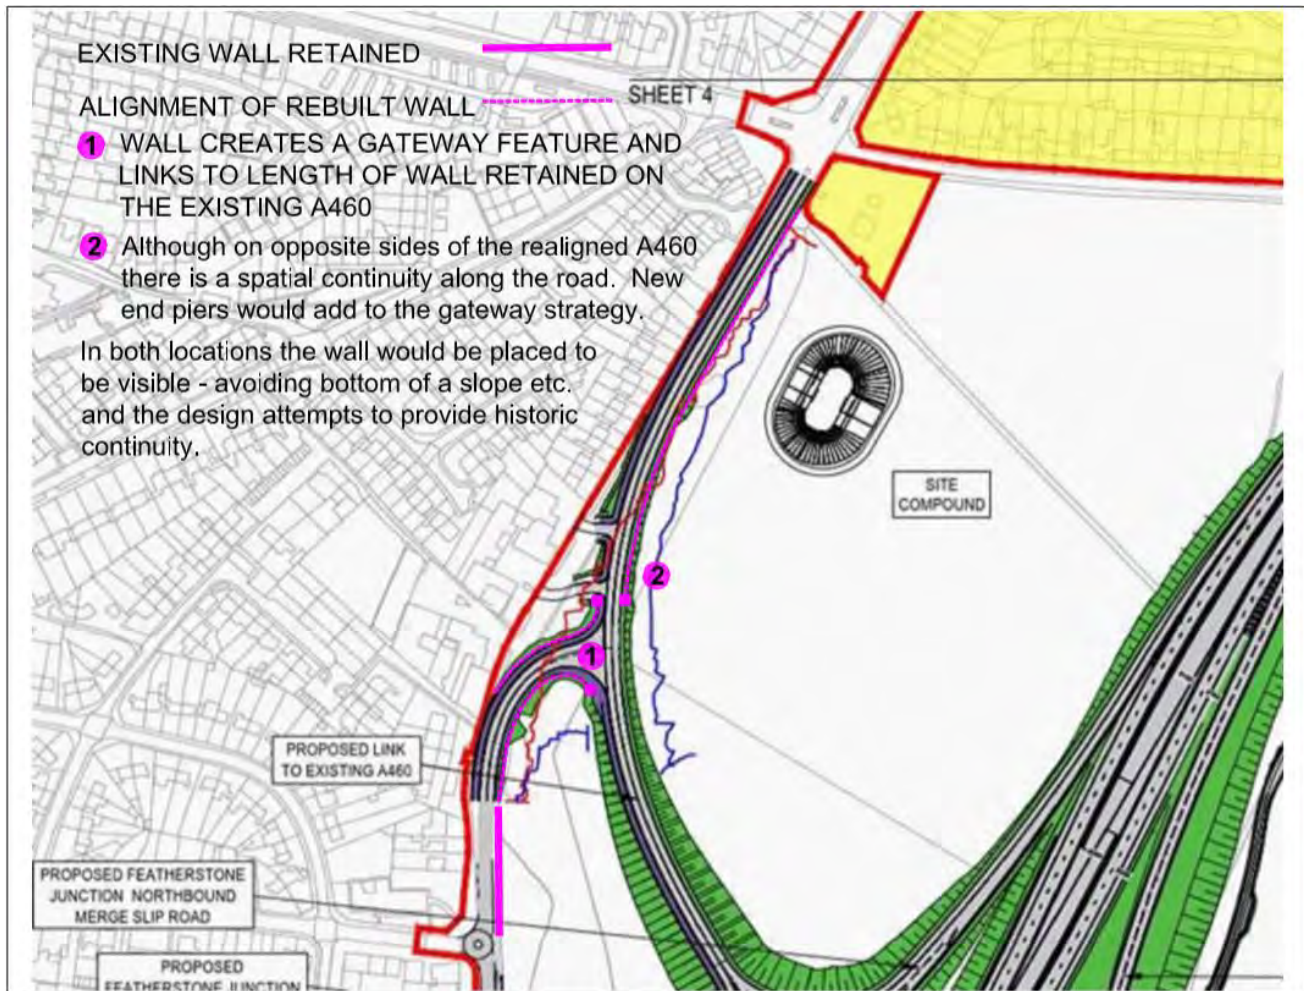 EXISTING WALL RETAINED
ALIGNMENT OF REBUILT WALL
SHEET 4
1 WALL CREATES A GATEWAY FEATURE AND
LINKS TO LENGTH OF WALL RETAINED ON
THE EXISTING A460
2 Although on opposite sides of the realigned A460
there is a spatial continuity along the road. New
end piers would add to the gateway strategy.
In both locations the wall would be placed to
be visible - avoiding bottom of a slope etc.
and the design attempts to provide historic
continuity.
SITE
COMPOUND
2
1
PROPOSED LINK
TO EXISTING A460
PROPOSED FEATHERSTONE
JUNCTION NORTHBOUND
MERGE SLIP ROAD
PROPOSED
FEATHERSTONE JUNCTION